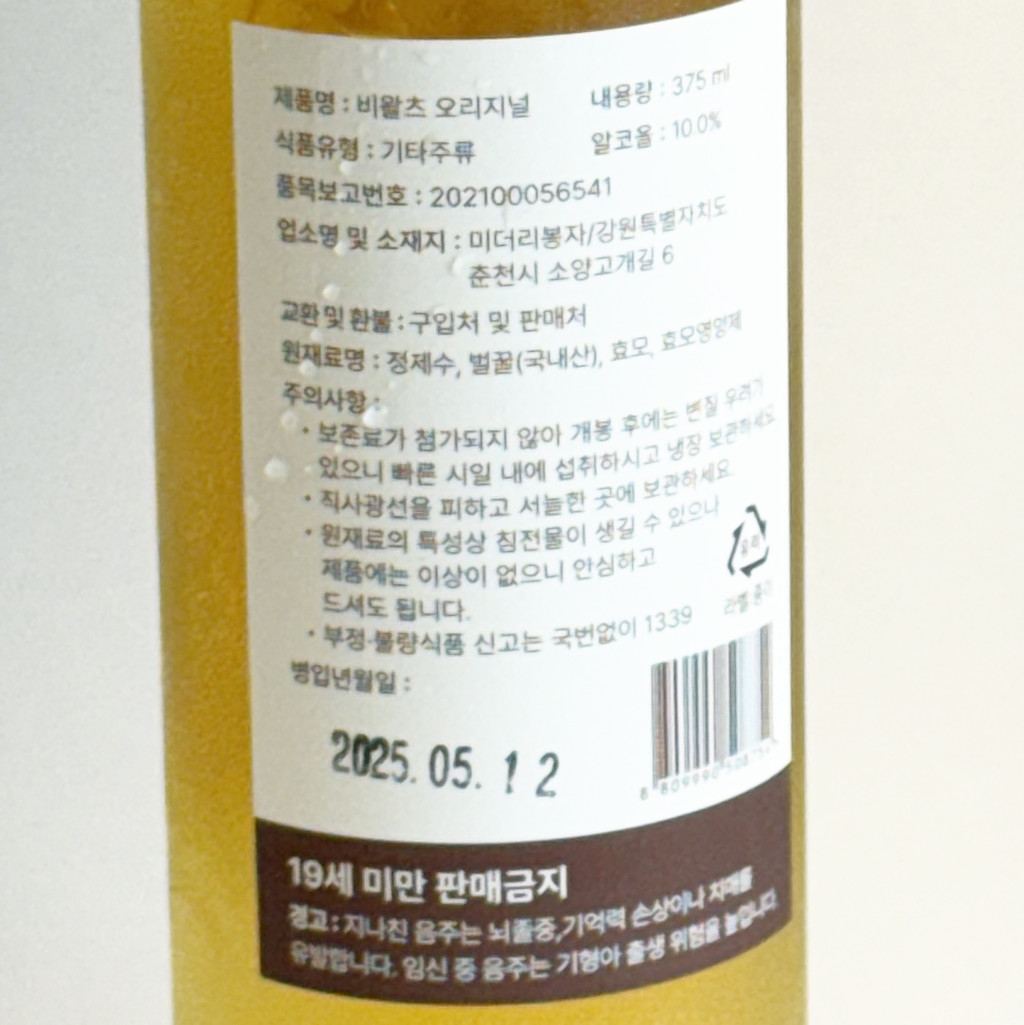 제품명 : 비왈츠 오리지널 내용량 : 375 ml
식품유형 : 기타주류 알코올 : 10.0%
품목보고번호 : 202100056541
업소명 및 소재지 : 미더리봉자/강원특별자치도
춘천시 소양고개길 6
교환 및 환불 : 구입처 및 판매처
원재료명 : 정제수, 벌꿀(국내산), 효모, 효모영양제
주의사항 :
• 보존료가 첨가되지 않아 개봉 후에는 변질 우려가
있으니 빠른 시일 내에 섭취하시고 냉장 보관하세요.
• 직사광선을 피하고 서늘한 곳에 보관하세요.
• 원재료의 특성상 침전물이 생길 수 있으나
제품에는 이상이 없으니 안심하고
드셔도 됩니다.
• 부정·불량식품 신고는 국번없이 1339
유리
라벨:종이
병입년월일 :
2025. 05. 12
8 809990
19세 미만 판매금지
경고 : 지나친 음주는 뇌졸중, 기억력 손상이나 치매를
유발합니다. 임신 중 음주는 기형아 출생 위험을 높입니다.